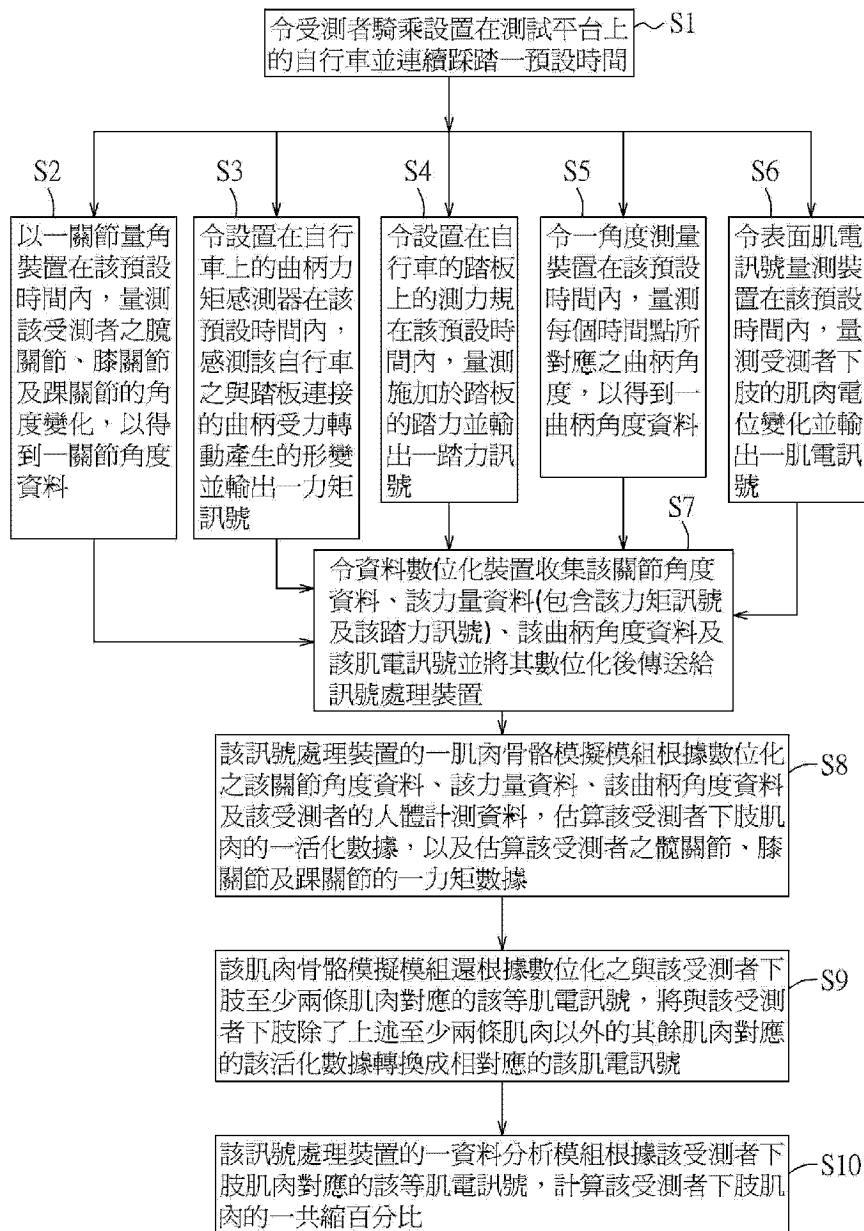 令受測者騎乘設置在測試平台上
的自行車並連續踩踏一預設時間
S1
S2
以一關節量角
裝置在該預設
時間內，量測
該受測者之髖
關節、膝關節
及踝關節的角
度變化，以得
到一關節角度
資料
S3
令設置在自行
車上的曲柄力
矩感測器在該
預設時間內，
感測該自行車
之與踏板連接
的曲柄受力轉
動產生的形變
並輸出一力矩
訊號
S4
令設置在自
行車的踏板
上的測力規
在該預設時
間內，量測
施加於踏板
的踏力並輸
出一踏力訊
號
S5
令一角度測量
裝置在該預設
時間內，量測
每個時間點所
對應之曲柄角
度，以得到一
曲柄角度資料
S6
令表面肌電
訊號量測裝
置在該預設
時間內，量
測受測者下
肢的肌肉電
位變化並輸
出一肌電訊
號
S7
令資料數位化裝置收集該關節角度
資料、該力量資料(包含該力矩訊號
及該踏力訊號)、該曲柄角度資料及
該肌電訊號並將其數位化後傳送給
訊號處理裝置
該訊號處理裝置的一肌肉骨骼模擬模組根據數位化
之該關節角度資料、該力量資料、該曲柄角度資料
及該受測者的人體計測資料，估算該受測者下肢肌
肉的一活化數據，以及估算該受測者之髖關節、膝
關節及踝關節的一力矩數據
S8
該肌肉骨骼模擬模組還根據數位化之與該受測者下
肢至少兩條肌肉對應的該等肌電訊號，將與該受測
者下肢除了上述至少兩條肌肉以外的其餘肌肉對應
的該活化數據轉換成相對應的該肌電訊號
S9
該訊號處理裝置的一資料分析模組根據該受測者下
肢肌肉對應的該等肌電訊號，計算該受測者下肢肌
肉的一共縮百分比
S10